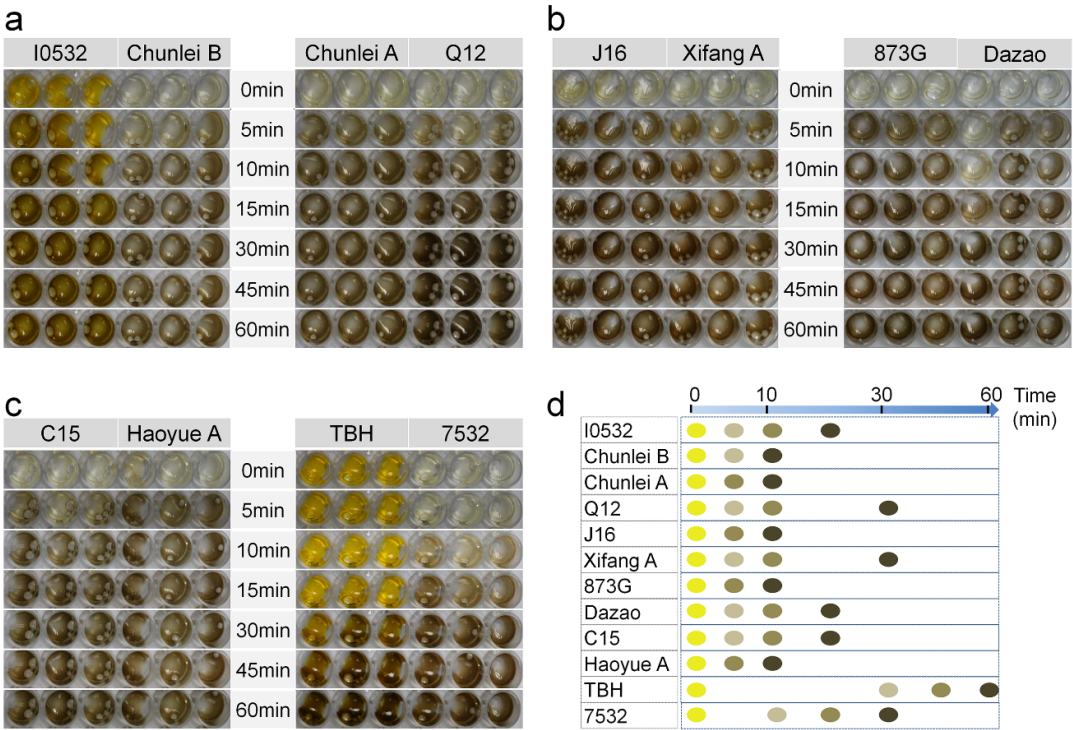 a
I0532 Chunlei B Chunlei A Q12
0min
5min
10min
15min
30min
45min
60min
b
J16 Xifang A 873G Dazao
0min
5min
10min
15min
30min
45min
60min
c
C15 Haoyue A TBH 7532
0min
5min
10min
15min
30min
45min
60min
d
0 10 30 60 Time
(min)
I0532
Chunlei B
Chunlei A
Q12
J16
Xifang A
873G
Dazao
C15
Haoyue A
TBH
7532